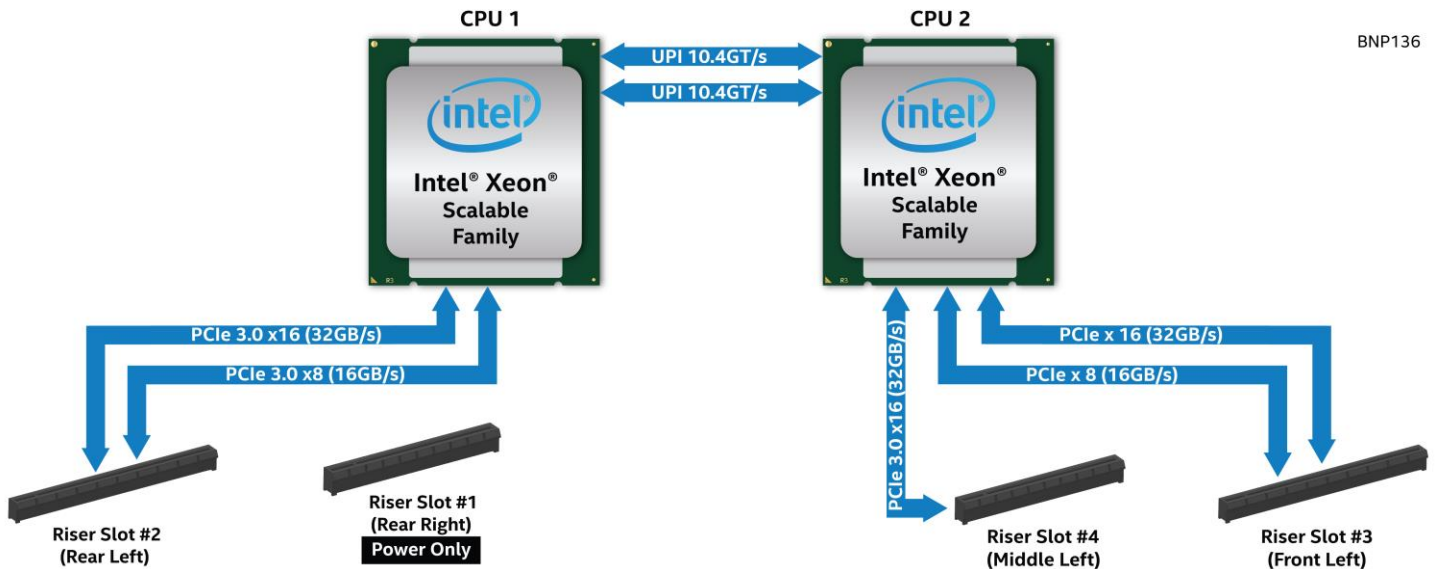 CPU 1
CPU 2
BNP136
UPI 10.4GT/s
UPI 10.4GT/s
intel®
Intel® Xeon®
Scalable
Family
R3
intel®
Intel® Xeon®
Scalable
Family
R3
PCIe 3.0 x16 (32GB/s)
PCIe 3.0 x8 (16GB/s)
PCIe 3.0 x16 (32GB/s)
PCIe x 16 (32GB/s)
PCIe x 8 (16GB/s)
Riser Slot #2
(Rear Left)
Riser Slot #1
(Rear Right)
Power Only
Riser Slot #4
(Middle Left)
Riser Slot #3
(Front Left)